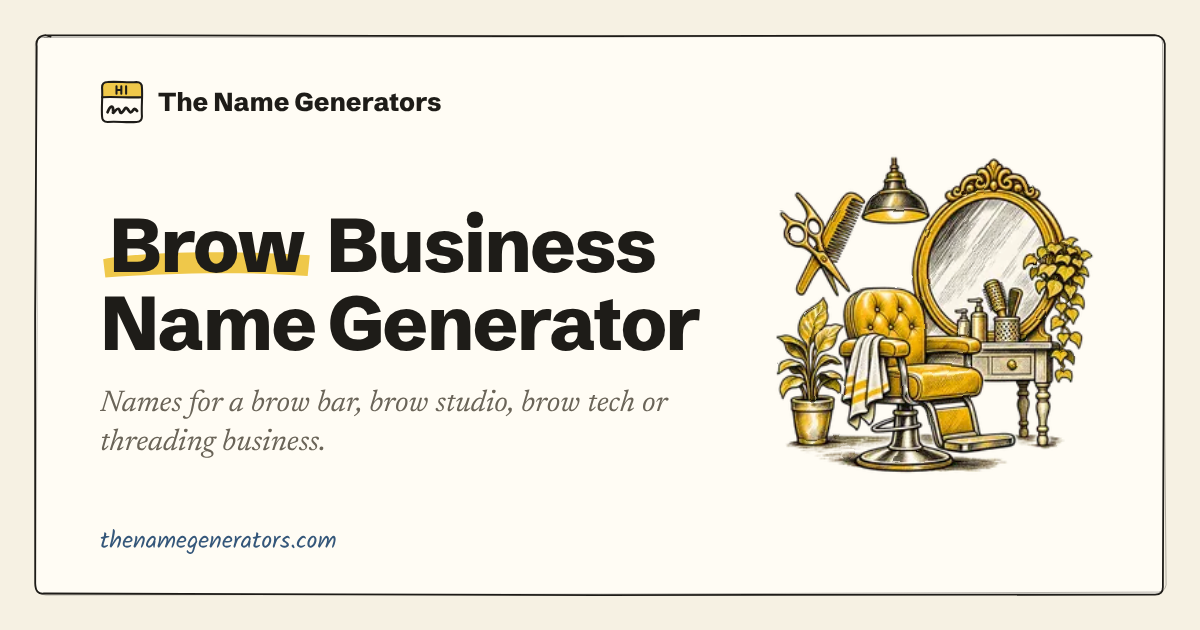 HI
The Name Generators
Brow Business
Name Generator
Names for a brow bar, brow studio, brow tech or
threading business.
thenamegenerators.com